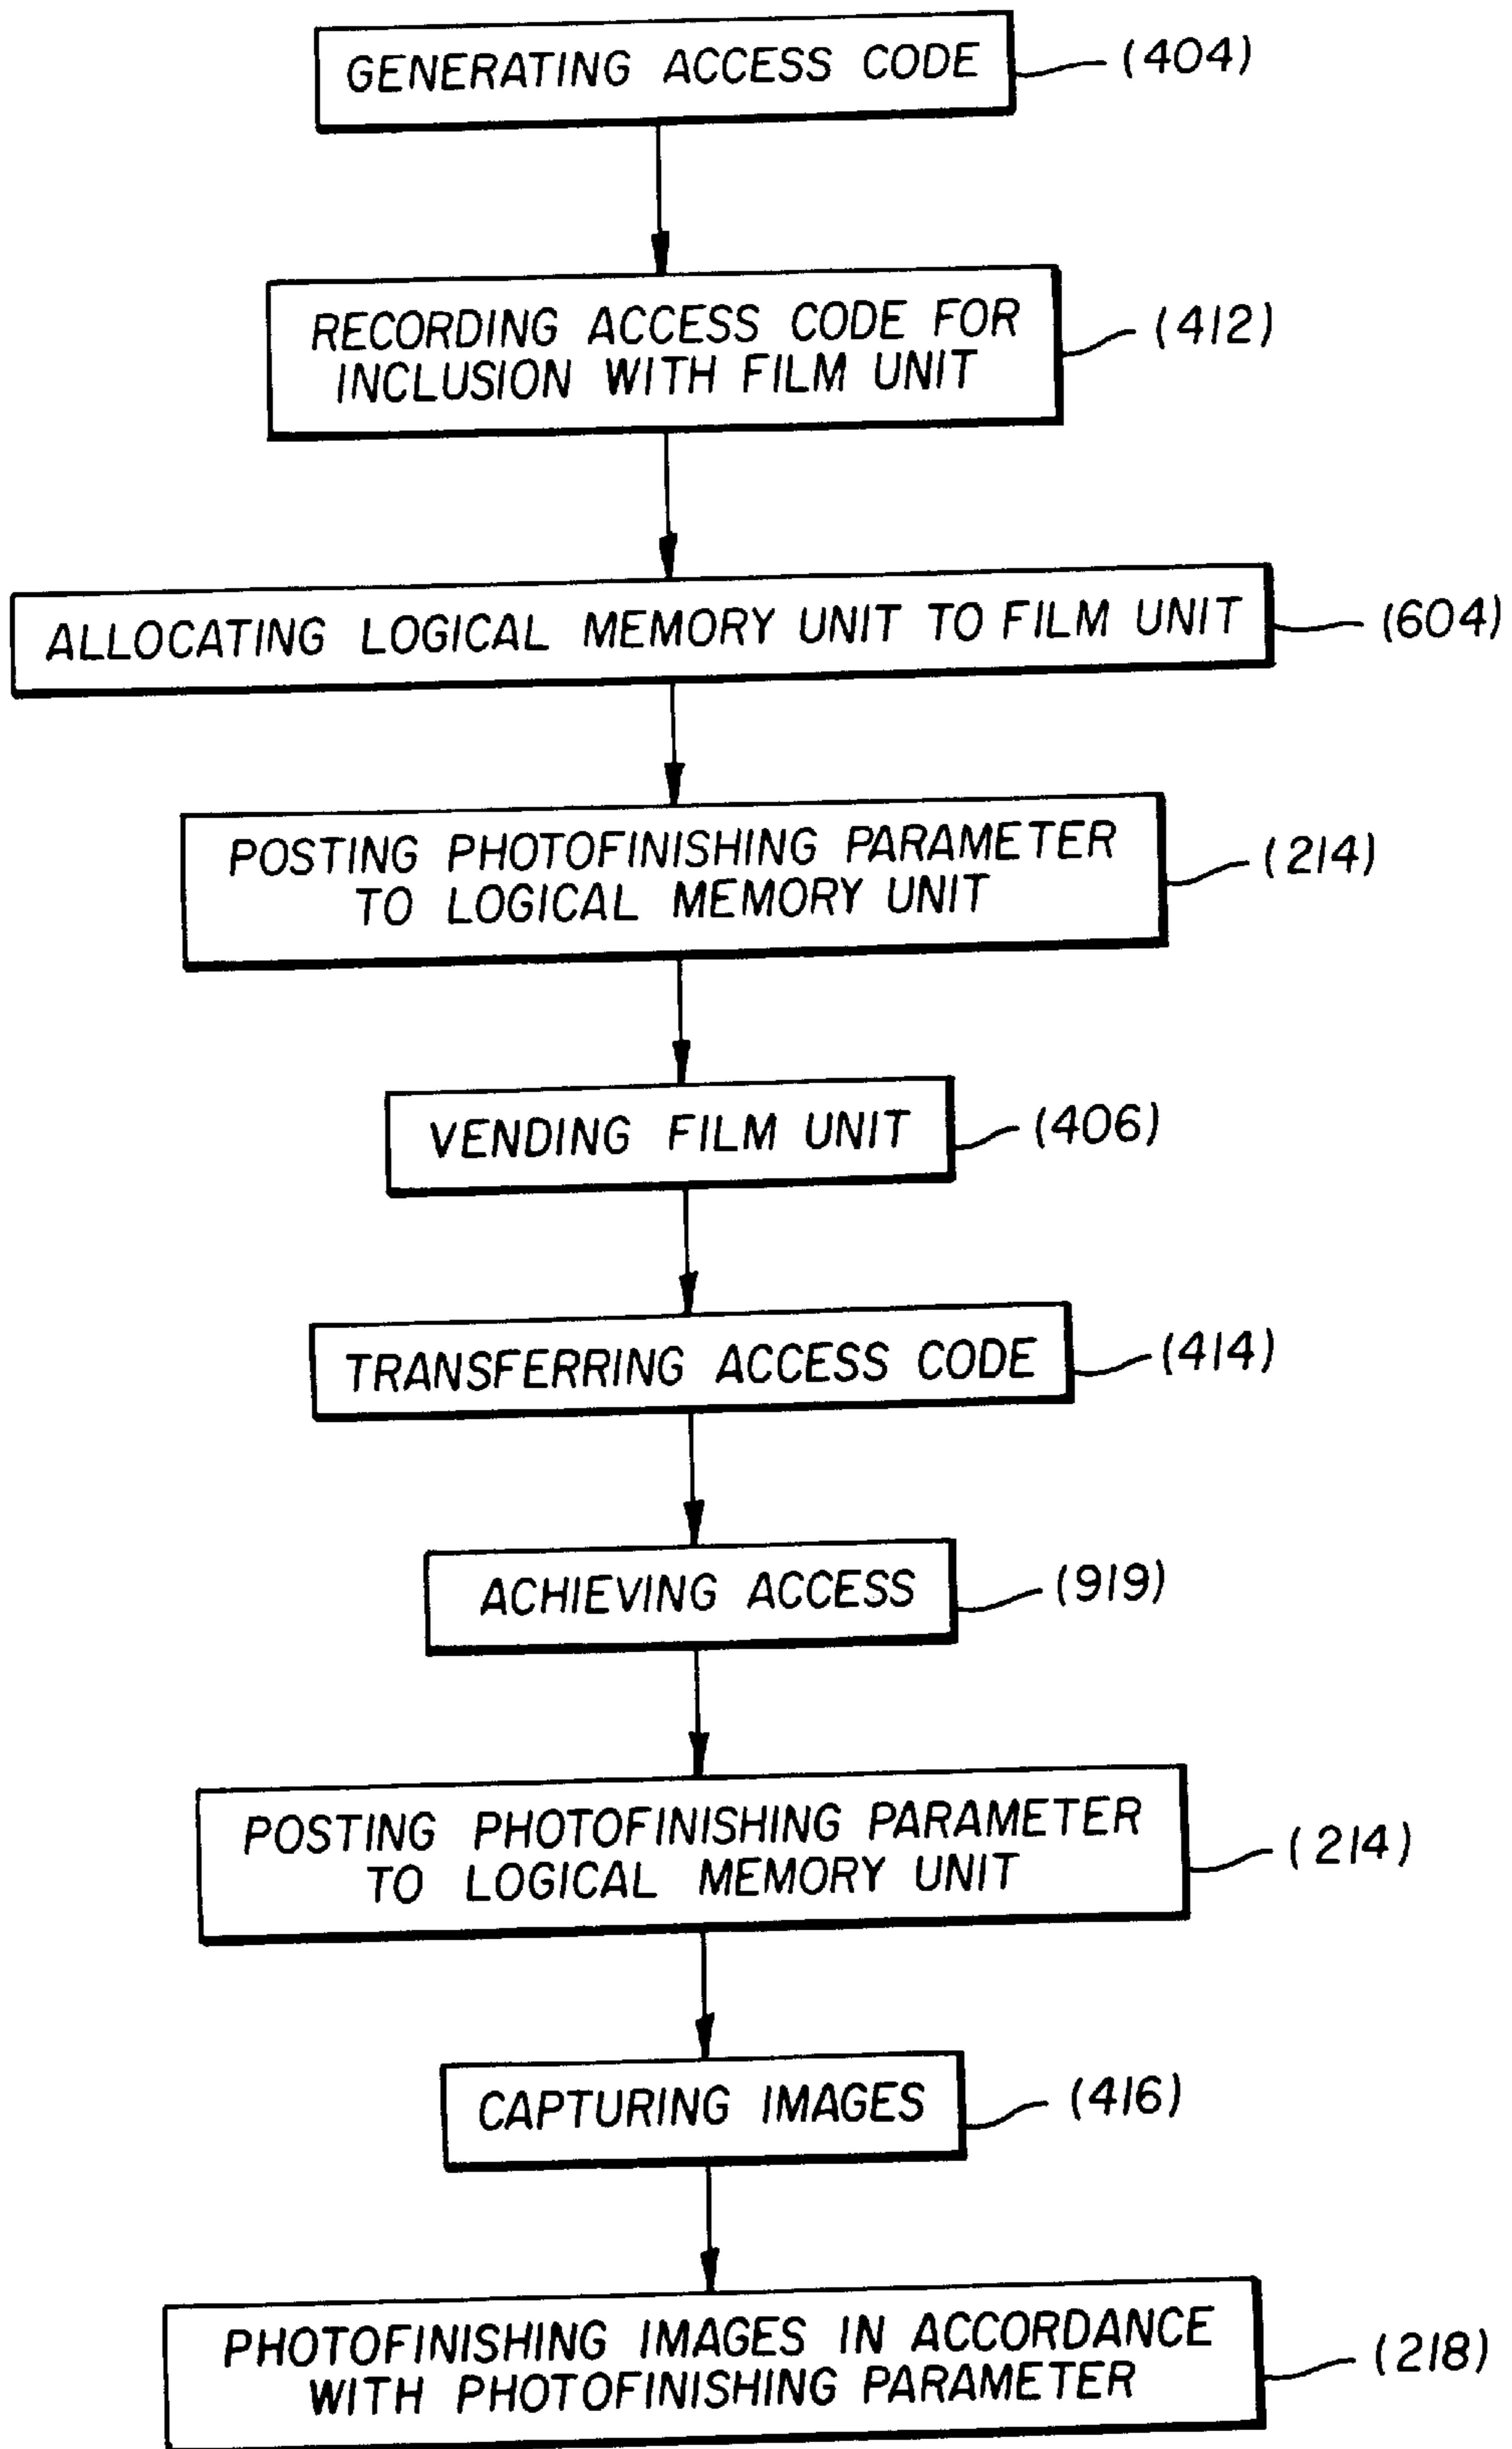 GENERATING ACCESS CODE (404)
RECORDING ACCESS CODE FOR
INCLUSION WITH FILM UNIT (412)
ALLOCATING LOGICAL MEMORY UNIT TO FILM UNIT (604)
POSTING PHOTOFINISHING PARAMETER
TO LOGICAL MEMORY UNIT (214)
VENDING FILM UNIT (406)
TRANSFERRING ACCESS CODE (414)
ACHIEVING ACCESS (919)
POSTING PHOTOFINISHING PARAMETER
TO LOGICAL MEMORY UNIT (214)
CAPTURING IMAGES (416)
PHOTOFINISHING IMAGES IN ACCORDANCE
WITH PHOTOFINISHING PARAMETER (218)